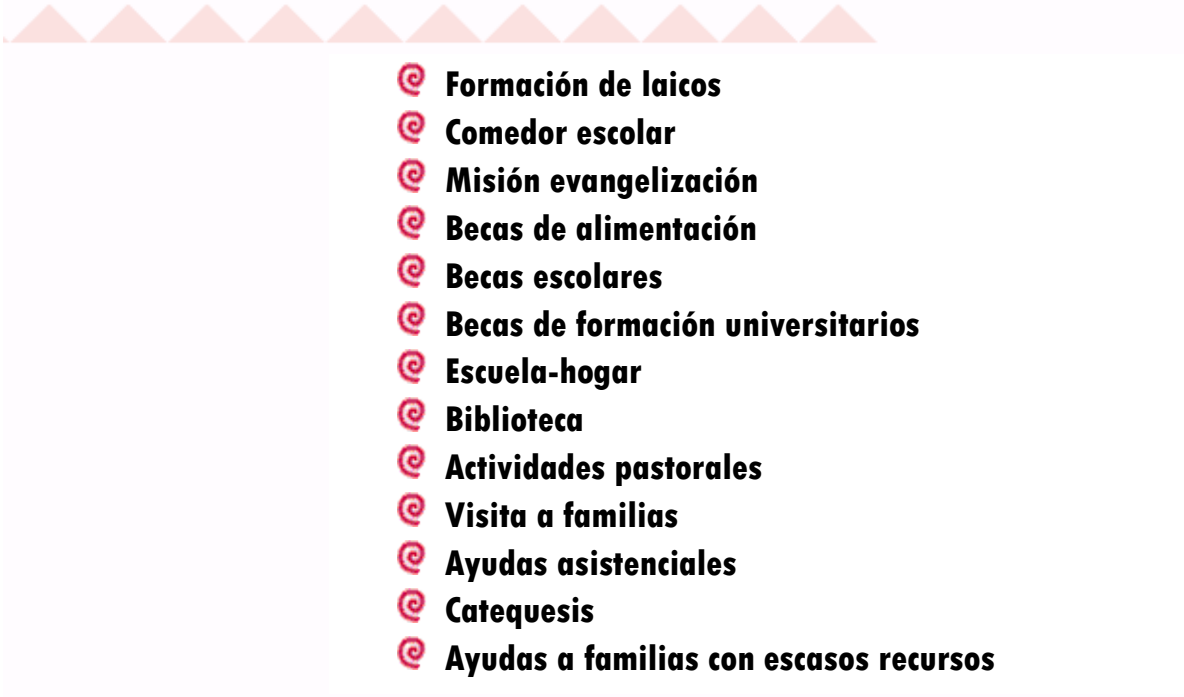 Formación de laicos
Comedor escolar
Misión evangelización
Becas de alimentación
Becas escolares
Becas de formación universitarios
Escuela-hogar
Biblioteca
Actividades pastorales
Visita a familias
Ayudas asistenciales
Catequesis
Ayudas a familias con escasos recursos